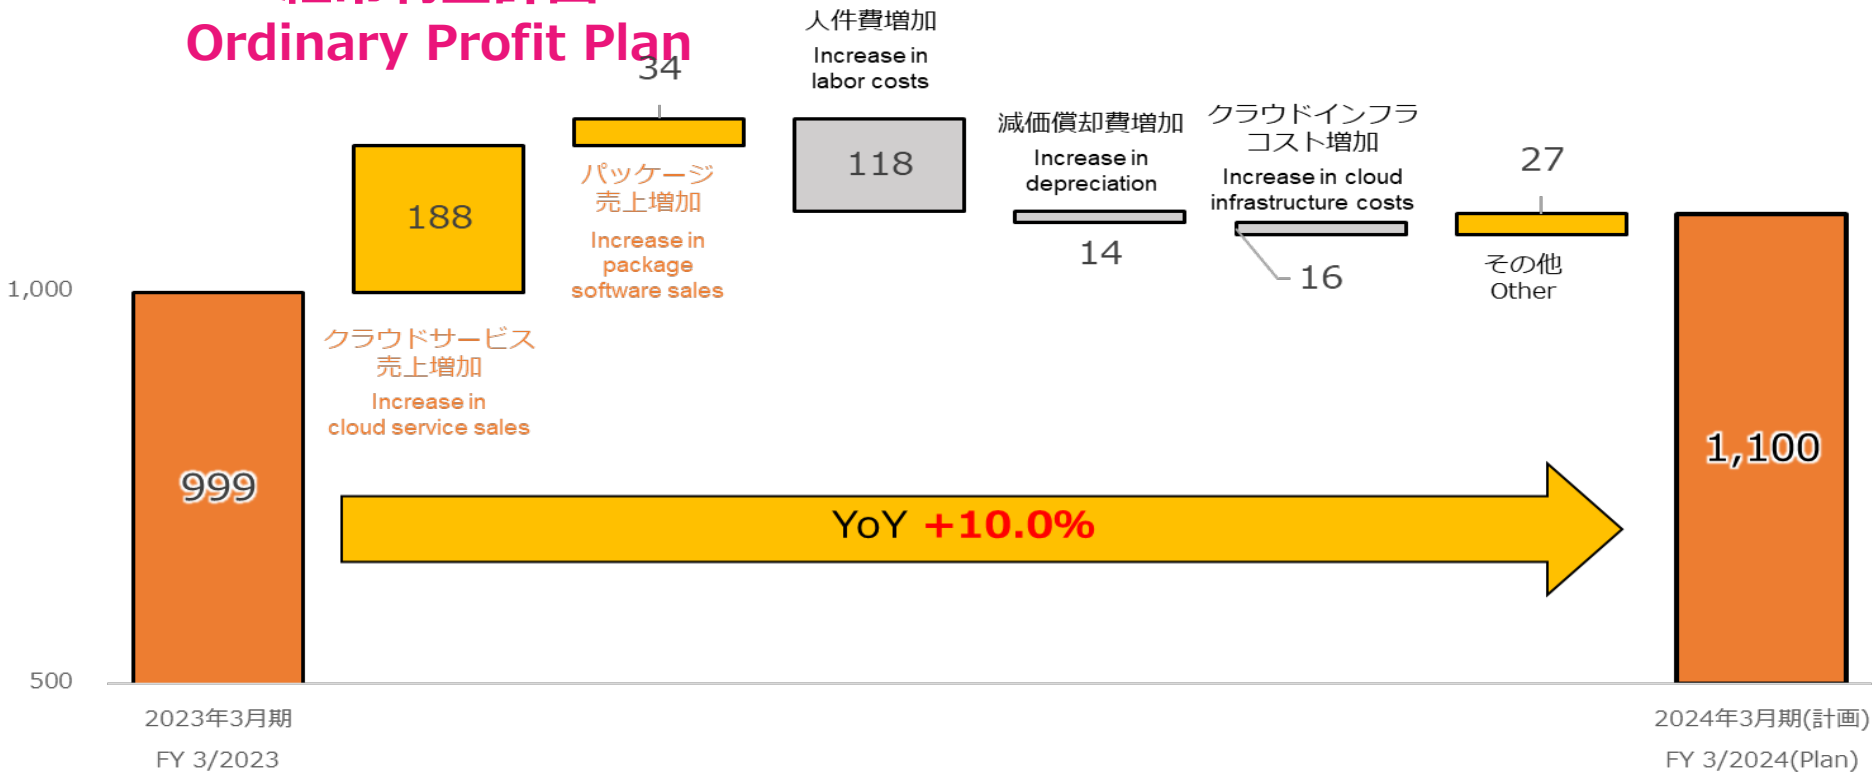 Ordinary Profit Plan
34
人件費増加
Increase in
labor costs
減価償却費増加
Increase in
depreciation
クラウドインフラ
コスト増加
Increase in cloud
infrastructure costs
27
188
パッケージ
売上増加
Increase in
package
software sales
118
14
16
その他
Other
1,000
クラウドサービス
売上増加
Increase in
cloud service sales
999
YoY +10.0%
1,100
500
2023年3月期
FY 3/2023
2024年3月期(計画)
FY 3/2024(Plan)